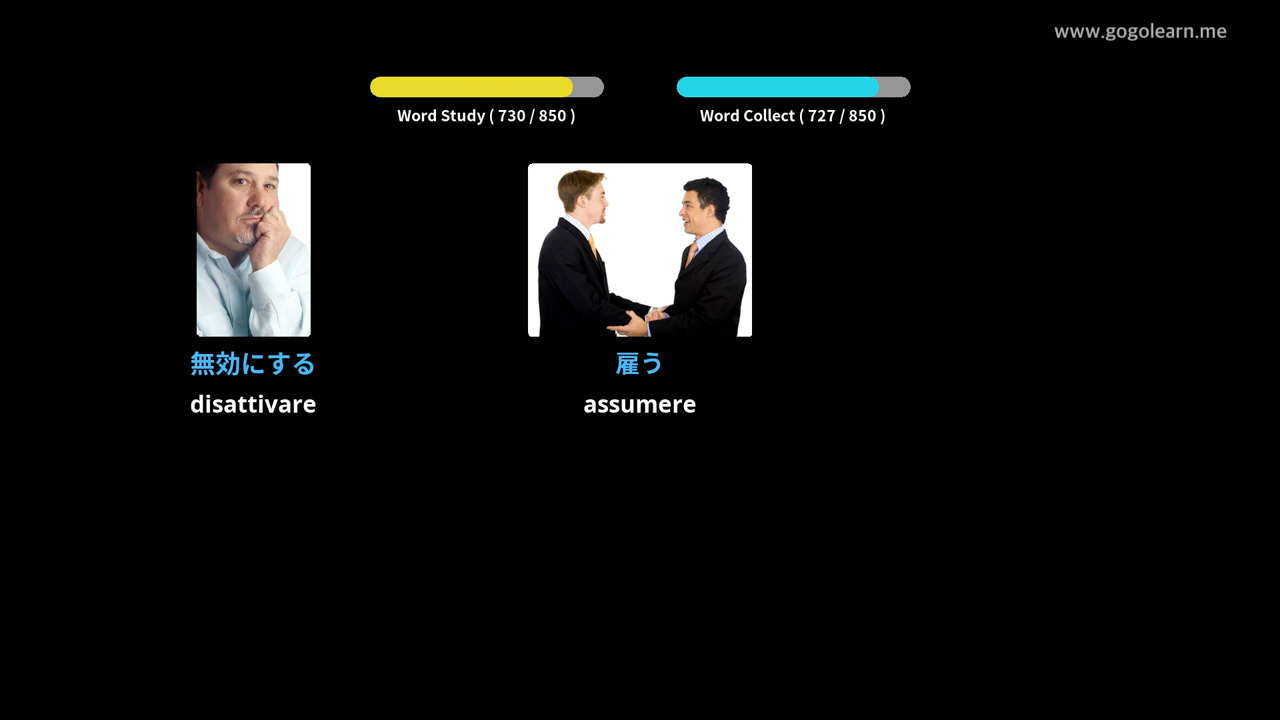 www.gogolearn.me
Word Study ( 730 / 850 )
Word Collect ( 727 / 850 )
無効にする
disattivare
雇う
assumere